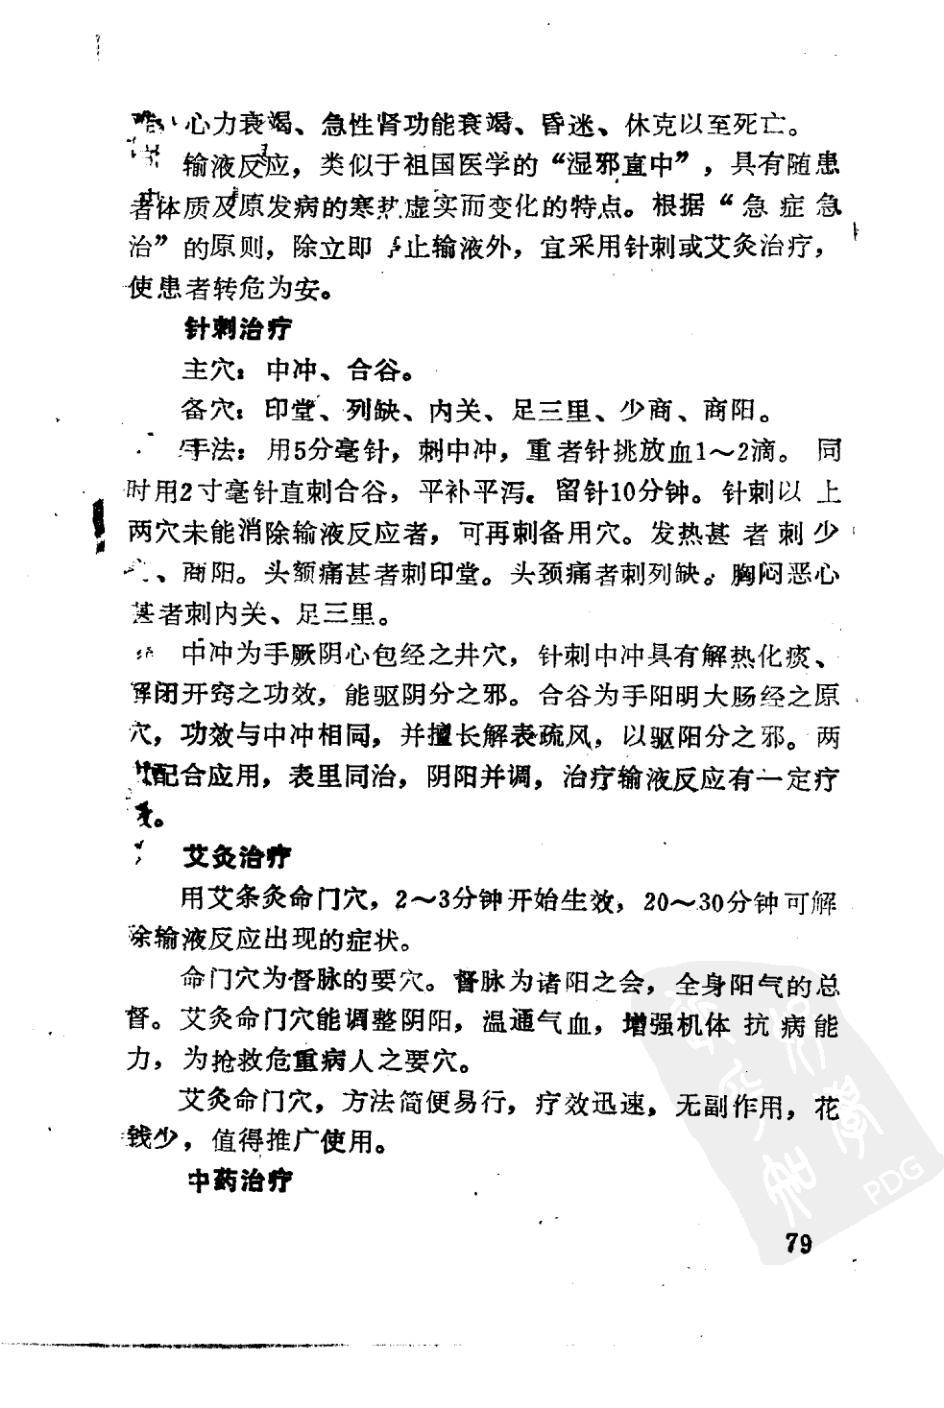 心力衰竭、急性肾功能衰竭、昏迷、休克以至死亡。
输液反应，类似于祖国医学的“湿邪直中”，具有随患
者体质及原发病的寒热虚实而变化的特点。根据“急症急
治”的原则，除立即 止输液外，宜采用针刺或艾灸治疗，
使患者转危为安。
针刺治疗
主穴：中冲、合谷。
备穴：印堂、列缺、内关、足三里、少商、商阳。
手法：用5分毫针，刺中冲，重者针挑放血1～2滴。同
时用2寸毫针直刺合谷，平补平泻。留针10分钟。针刺以上
两穴未能消除输液反应者，可再刺备用穴。发热甚者刺少
、商阳。头额痛甚者刺印堂。头颈痛者刺列缺。胸闷恶心
甚者刺内关、足三里。
中冲为手厥阴心包经之井穴，针刺中冲具有解热化痰、
闭开窍之功效，能驱阴分之邪。合谷为手阳明大肠经之原
穴，功效与中冲相同，并擅长解表疏风，以驱阳分之邪。两
配合应用，表里同治，阴阳并调，治疗输液反应有一定疗
。
艾灸治疗
用艾条灸命门穴，2～3分钟开始生效，20～30分钟可解
除输液反应出现的症状。
命门穴为督脉的要穴。督脉为诸阳之会，全身阳气的总
督。艾灸命门穴能调整阴阳，温通气血，增强机体抗病能
力，为抢救危重病人之要穴。
艾灸命门穴，方法简便易行，疗效迅速，无副作用，花
钱少，值得推广使用。
中药治疗
PDG
79